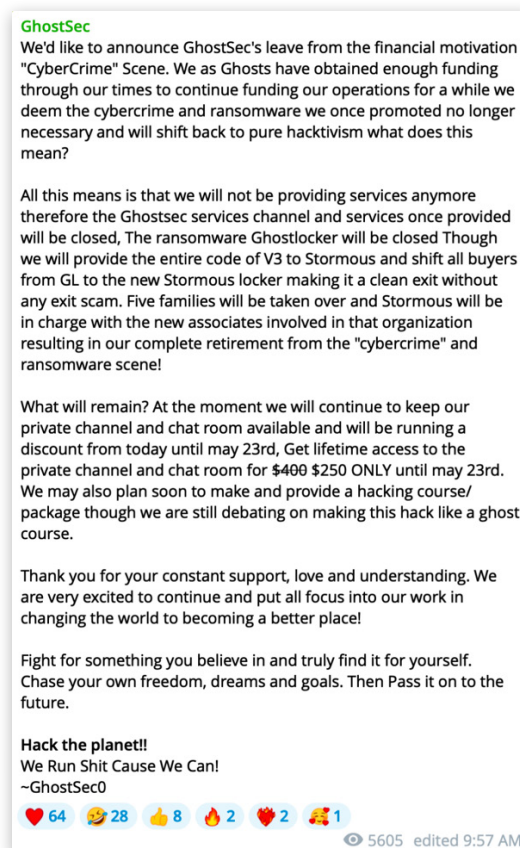 GhostSec
We'd like to announce GhostSec's leave from the financial motivation
"CyberCrime" Scene. We as Ghosts have obtained enough funding
through our times to continue funding our operations for a while we
deem the cybercrime and ransomware we once promoted no longer
necessary and will shift back to pure hacktivism what does this
mean?
All this means is that we will not be providing services anymore
therefore the Ghostsec services channel and services once provided
will be closed, The ransomware Ghostlocker will be closed Though
we will provide the entire code of V3 to Stormous and shift all buyers
from GL to the new Stormous locker making it a clean exit without
any exit scam. Five families will be taken over and Stormous will be
in charge with the new associates involved in that organization
resulting in our complete retirement from the "cybercrime" and
ransomware scene!
What will remain? At the moment we will continue to keep our
private channel and chat room available and will be running a
discount from today until may 23rd, Get lifetime access to the
private channel and chat room for $400 $250 ONLY until may 23rd.
We may also plan soon to make and provide a hacking course/
package though we are still debating on making this hack like a ghost
course.
Thank you for your constant support, love and understanding. We
are very excited to continue and put all focus into our work in
changing the world to becoming a better place!
Fight for something you believe in and truly find it for yourself.
Chase your own freedom, dreams and goals. Then Pass it on to the
future.
Hack the planet!!
We Run Shit Cause We Can!
~GhostSec0
❤️ 64 🤣 28 👍 8 🔥 2 ❤️‍🔥 2 🥰 1
5605 edited 9:57 AM